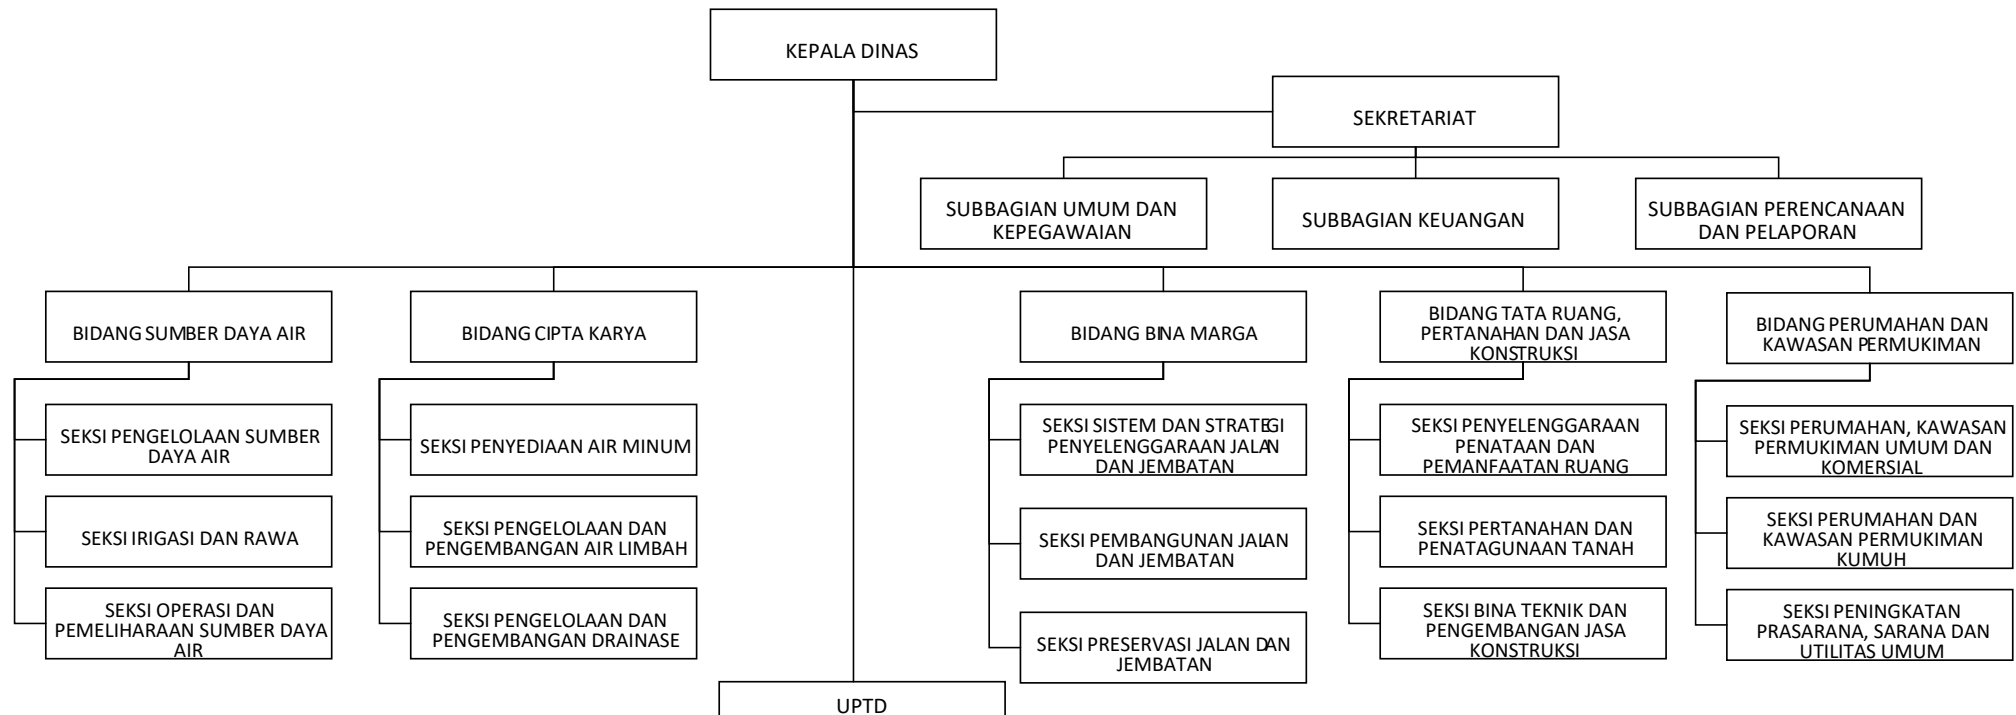 KEPALA DINAS
SEKRETARIAT
SUBBAGIAN UMUM DAN
KEPEGAWAIAN
SUBBAGIAN KEUANGAN
SUBBAGIAN PERENCANAAN
DAN PELAPORAN
BIDANG SUMBER DAYA AIR
BIDANG CIPTA KARYA
BIDANG BINA MARGA
BIDANG TATA RUANG,
PERTANAHAN DAN JASA
KONSTRUKSI
BIDANG PERUMAHAN DAN
KAWASAN PERMUKIMAN
SEKSI PENGELOLAAN SUMBER
DAYA AIR
SEKSI PENYEDIAAN AIR MINUM
SEKSI SISTEM DAN STRATEGI
PENYELENGGARAAN JALAN
DAN JEMBATAN
SEKSI PENYELENGGARAAN
PENATAAN DAN
PEMANFAATAN RUANG
SEKSI PERUMAHAN, KAWASAN
PERMUKIMAN UMUM DAN
KOMERSIAL
SEKSI IRIGASI DAN RAWA
SEKSI PENGELOLAAN DAN
PENGEMBANGAN AIR LIMBAH
SEKSI PEMBANGUNAN JALAN
DAN JEMBATAN
SEKSI PERTANAHAN DAN
PENATAGUNAAN TANAH
SEKSI PERUMAHAN DAN
KAWASAN PERMUKIMAN
KUMUH
SEKSI OPERASI DAN
PEMELIHARAAN SUMBER DAYA
AIR
SEKSI PENGELOLAAN DAN
PENGEMBANGAN DRAINASE
SEKSI PRESERVASI JALAN DAN
JEMBATAN
SEKSI BINA TEKNIK DAN
PENGEMBANGAN JASA
KONSTRUKSI
SEKSI PENINGKATAN
PRASARANA, SARANA DAN
UTILITAS UMUM
UPTD